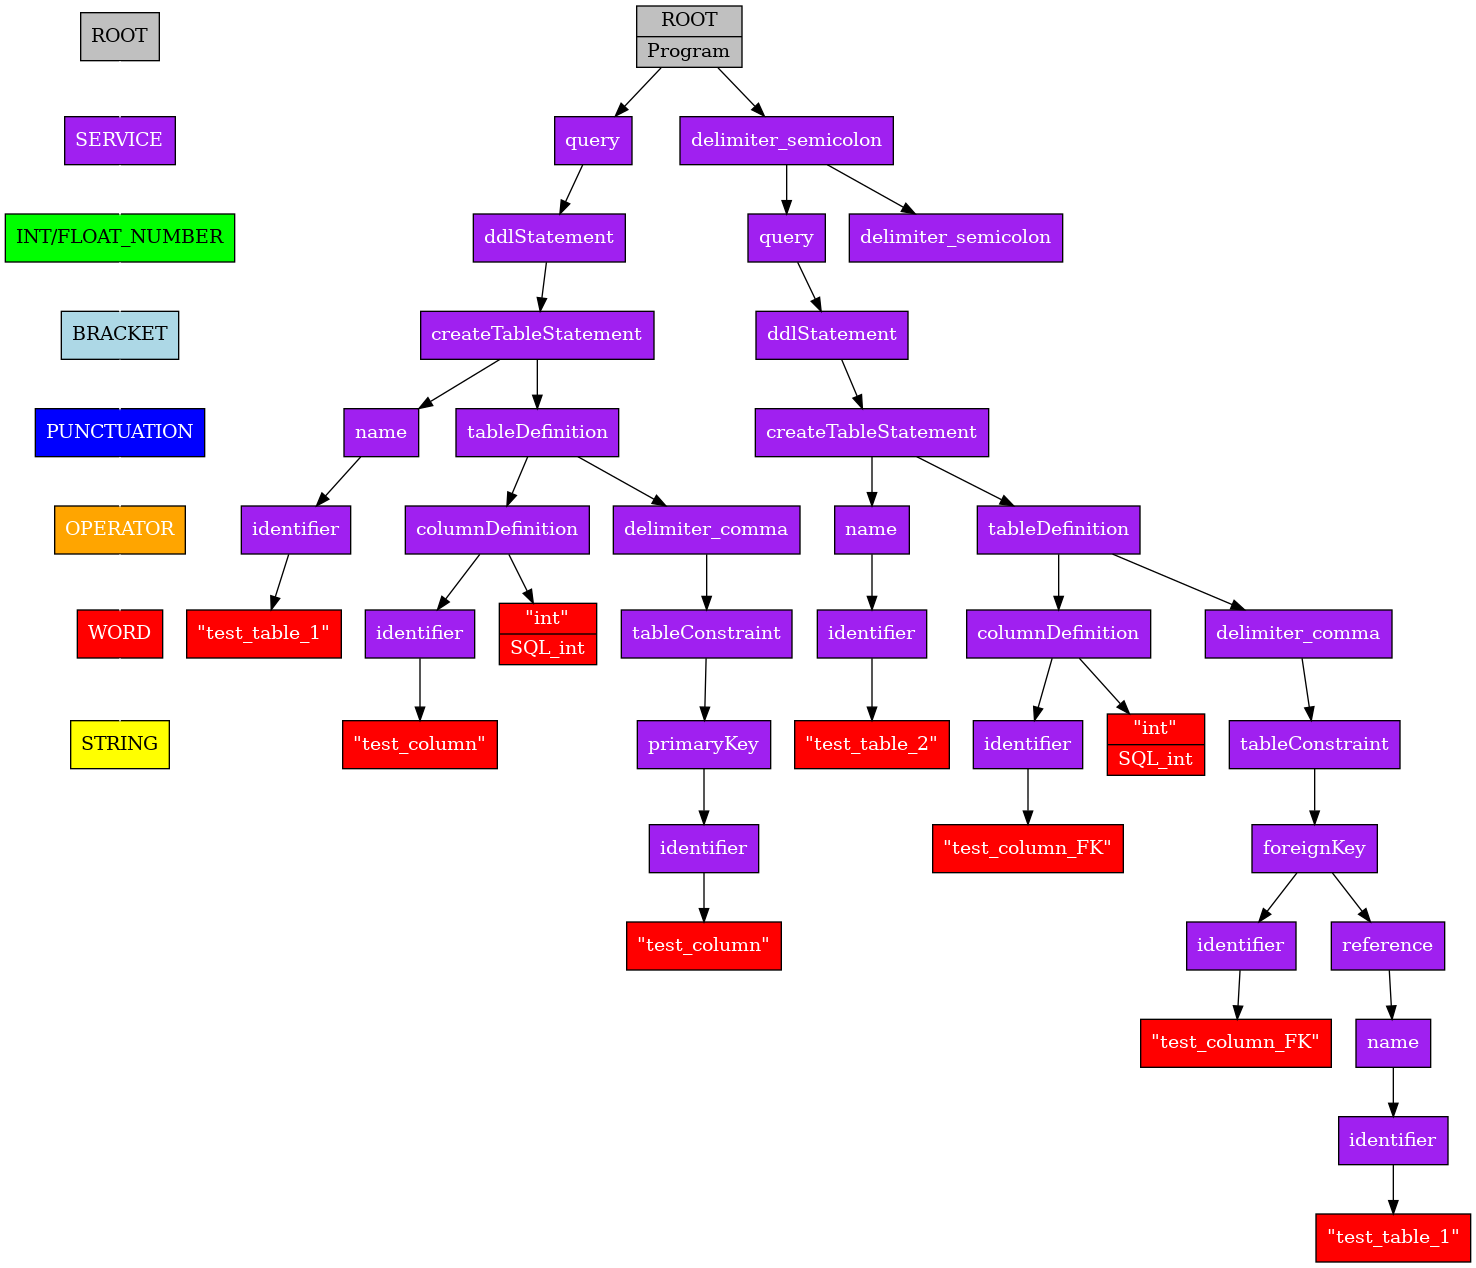 ROOT
ROOT
Program
SERVICE
query
delimiter_semicolon
INT/FLOAT_NUMBER
ddlStatement
query
delimiter_semicolon
BRACKET
createTableStatement
ddlStatement
PUNCTUATION
name
tableDefinition
createTableStatement
OPERATOR
identifier
columnDefinition
delimiter_comma
name
tableDefinition
WORD
"test_table_1"
identifier
"int"
SQL_int
tableConstraint
identifier
columnDefinition
delimiter_comma
STRING
"test_column"
primaryKey
"test_table_2"
identifier
"int"
SQL_int
tableConstraint
identifier
"test_column_FK"
foreignKey
"test_column"
identifier
reference
"test_column_FK"
name
identifier
"test_table_1"